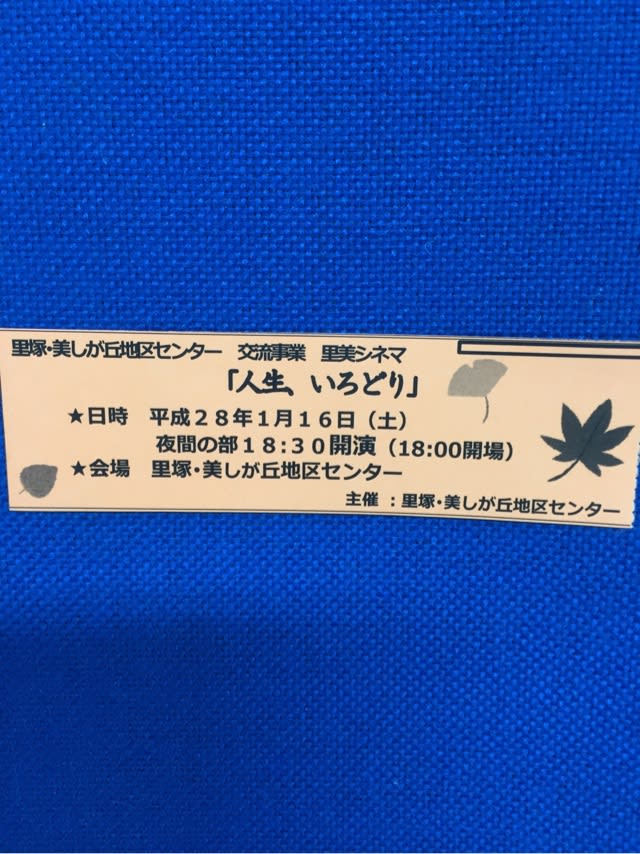 里塚・美しが丘地区センター 交流事業 里美シネマ
「人生、いろどり」
★日時 平成２８年１月１６日（土）
夜間の部１８：３０開演（18:00開場）
★会場 里塚・美しが丘地区センター
主催 ：里塚・美しが丘地区センター